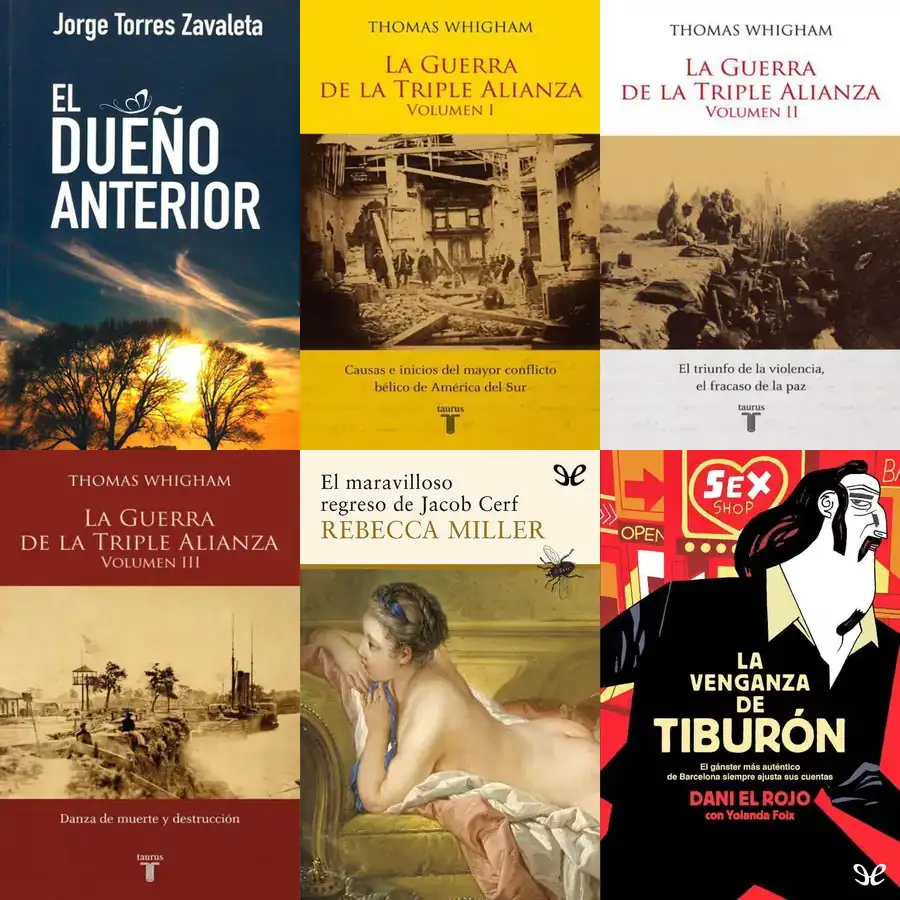 Jorge Torres Zavaleta
EL
DUEÑO
ANTERIOR
THOMAS WHIGHAM
LA GUERRA
DE LA TRIPLE ALIANZA
VOLUMEN I
Causas e inicios del mayor conflicto
bélico de América del Sur
taurus
T
THOMAS WHIGHAM
LA GUERRA
DE LA TRIPLE ALIANZA
VOLUMEN II
El triunfo de la violencia,
el fracaso de la paz
taurus
T
THOMAS WHIGHAM
LA GUERRA
DE LA TRIPLE ALIANZA
VOLUMEN III
Danza de muerte y destrucción
taurus
T
El maravilloso
regreso de Jacob Cerf
REBECCA MILLER
SEX
SHOP
OPEN
BA
LA
VENGANZA
DE
TIBURÓN
El gánster más auténtico
de Barcelona siempre ajusta sus cuentas
DANI EL ROJO
con Yolanda Foix